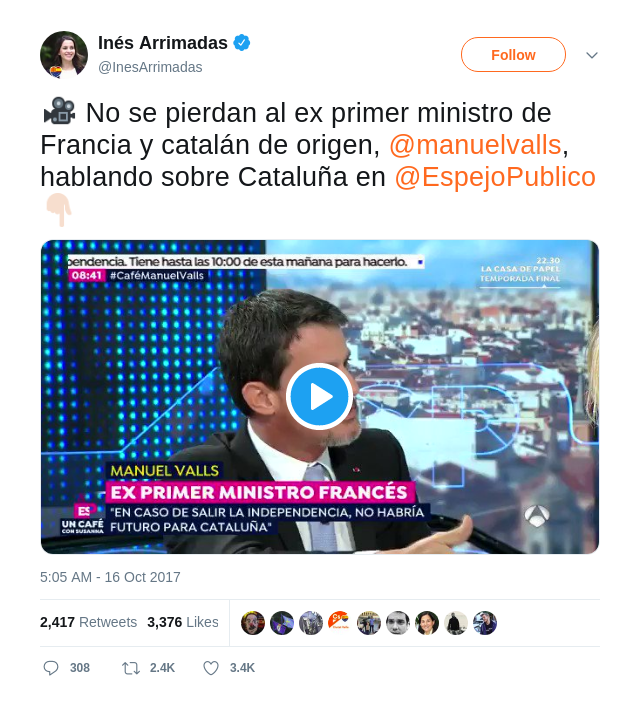 Inés Arrimadas
@InesArrimadas
Follow
No se pierdan al ex primer ministro de
Francia y catalán de origen, @manuelvalls,
hablando sobre Cataluña en @EspejoPublico
pendencia. Tiene hasta las 10:00 de esta mañana para hacerlo.
08:41 #CaféManuelValls
22:30
LA CASA DE PAPEL
TEMPORADA FINAL
MANUEL VALLS
EX PRIMER MINISTRO FRANCÉS
"EN CASO DE SALIR LA INDEPENDENCIA, NO HABRÍA
FUTURO PARA CATALUÑA"
ES
UN CAFÉ
CON SUSANNA
5:05 AM - 16 Oct 2017
2,417 Retweets 3,376 Likes
308 2.4K 3.4K